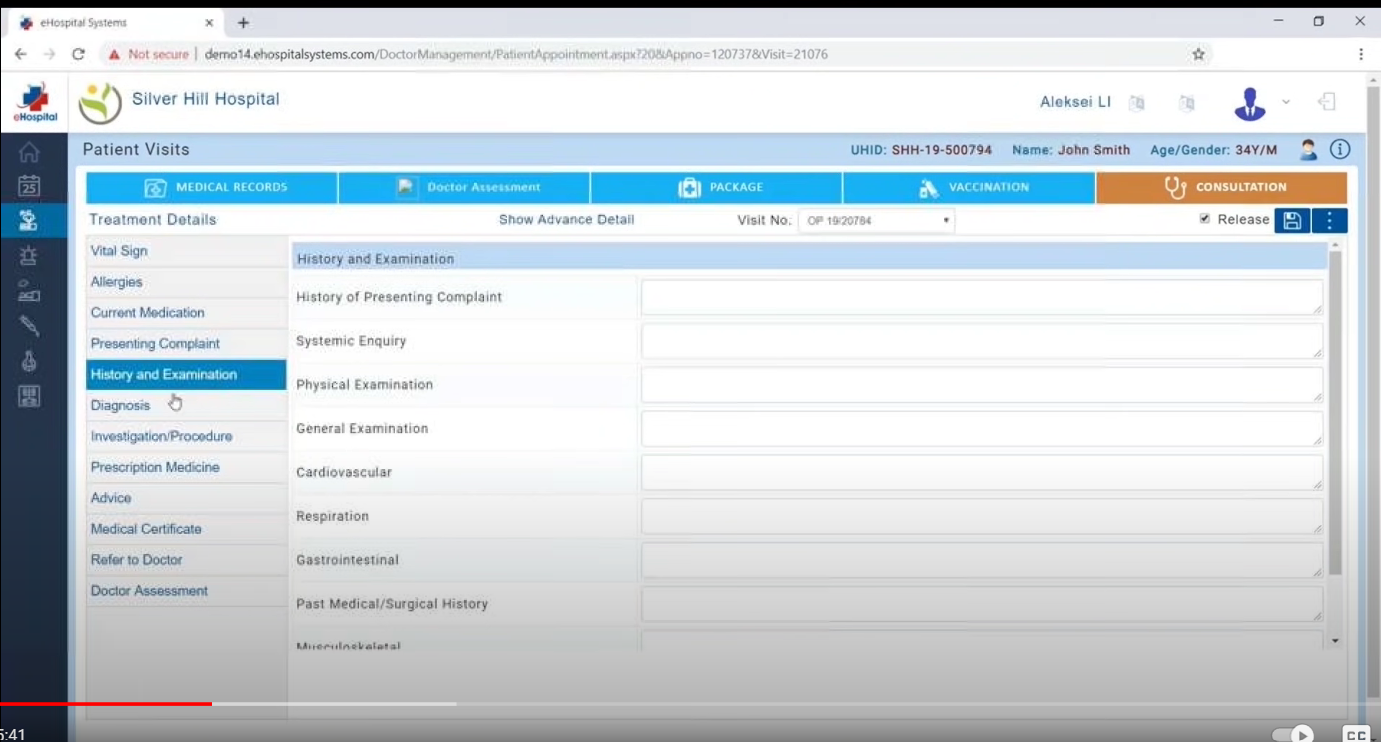 eHospital Systems
Not secure | demo14.ehospitalsystems.com/DoctorManagement/PatientAppointment.aspx?20&Appno=120737&Visit=21076
eHospital
Silver Hill Hospital
Aleksei LI
25
Patient Visits
UHID: SHH-19-500794 Name: John Smith Age/Gender: 34Y/M
MEDICAL RECORDS Doctor Assessment PACKAGE VACCINATION CONSULTATION
Treatment Details Show Advance Detail Visit No. OP 19/20784 Release
Vital Sign
Allergies
Current Medication
Presenting Complaint
History and Examination
Diagnosis
Investigation/Procedure
Prescription Medicine
Advice
Medical Certificate
Refer to Doctor
Doctor Assessment
History and Examination
History of Presenting Complaint
Systemic Enquiry
Physical Examination
General Examination
Cardiovascular
Respiration
Gastrointestinal
Past Medical/Surgical History
Musculoskeletal
5:41
CC